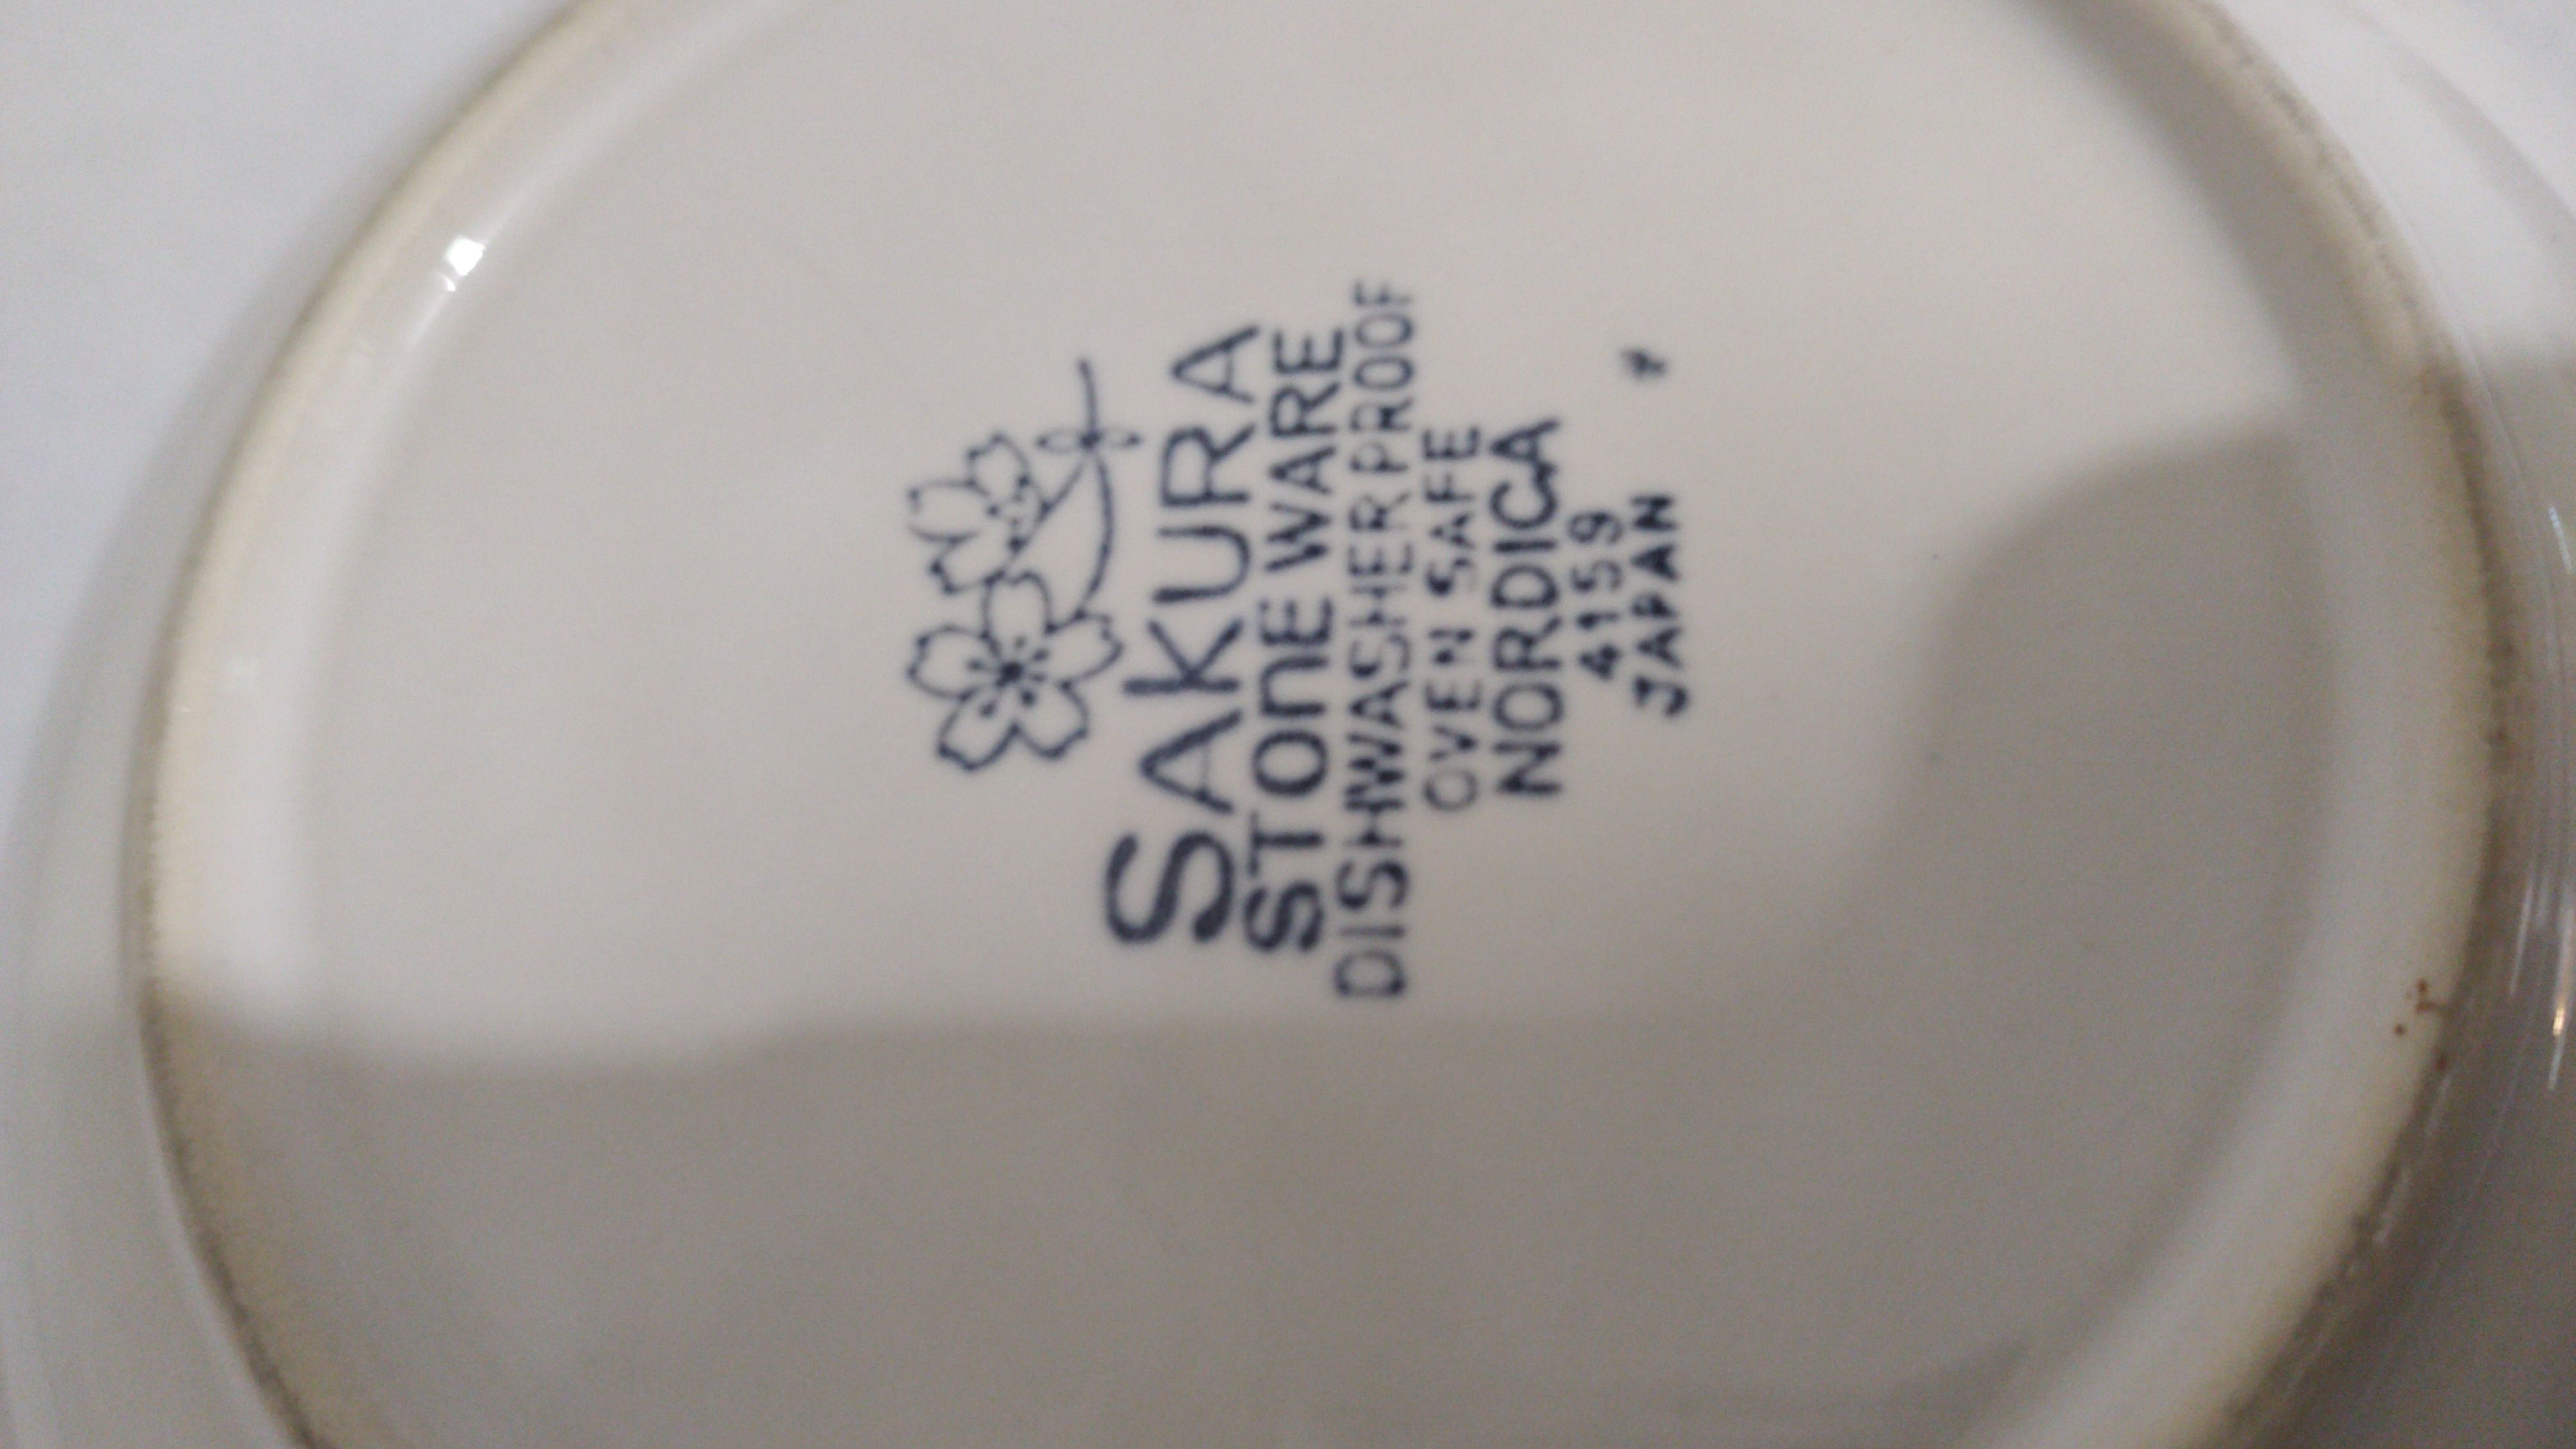 SAKURA
STONE WARE
DISHWASHER PROOF
OVEN SAFE
NORDICA
4159
JAPAN